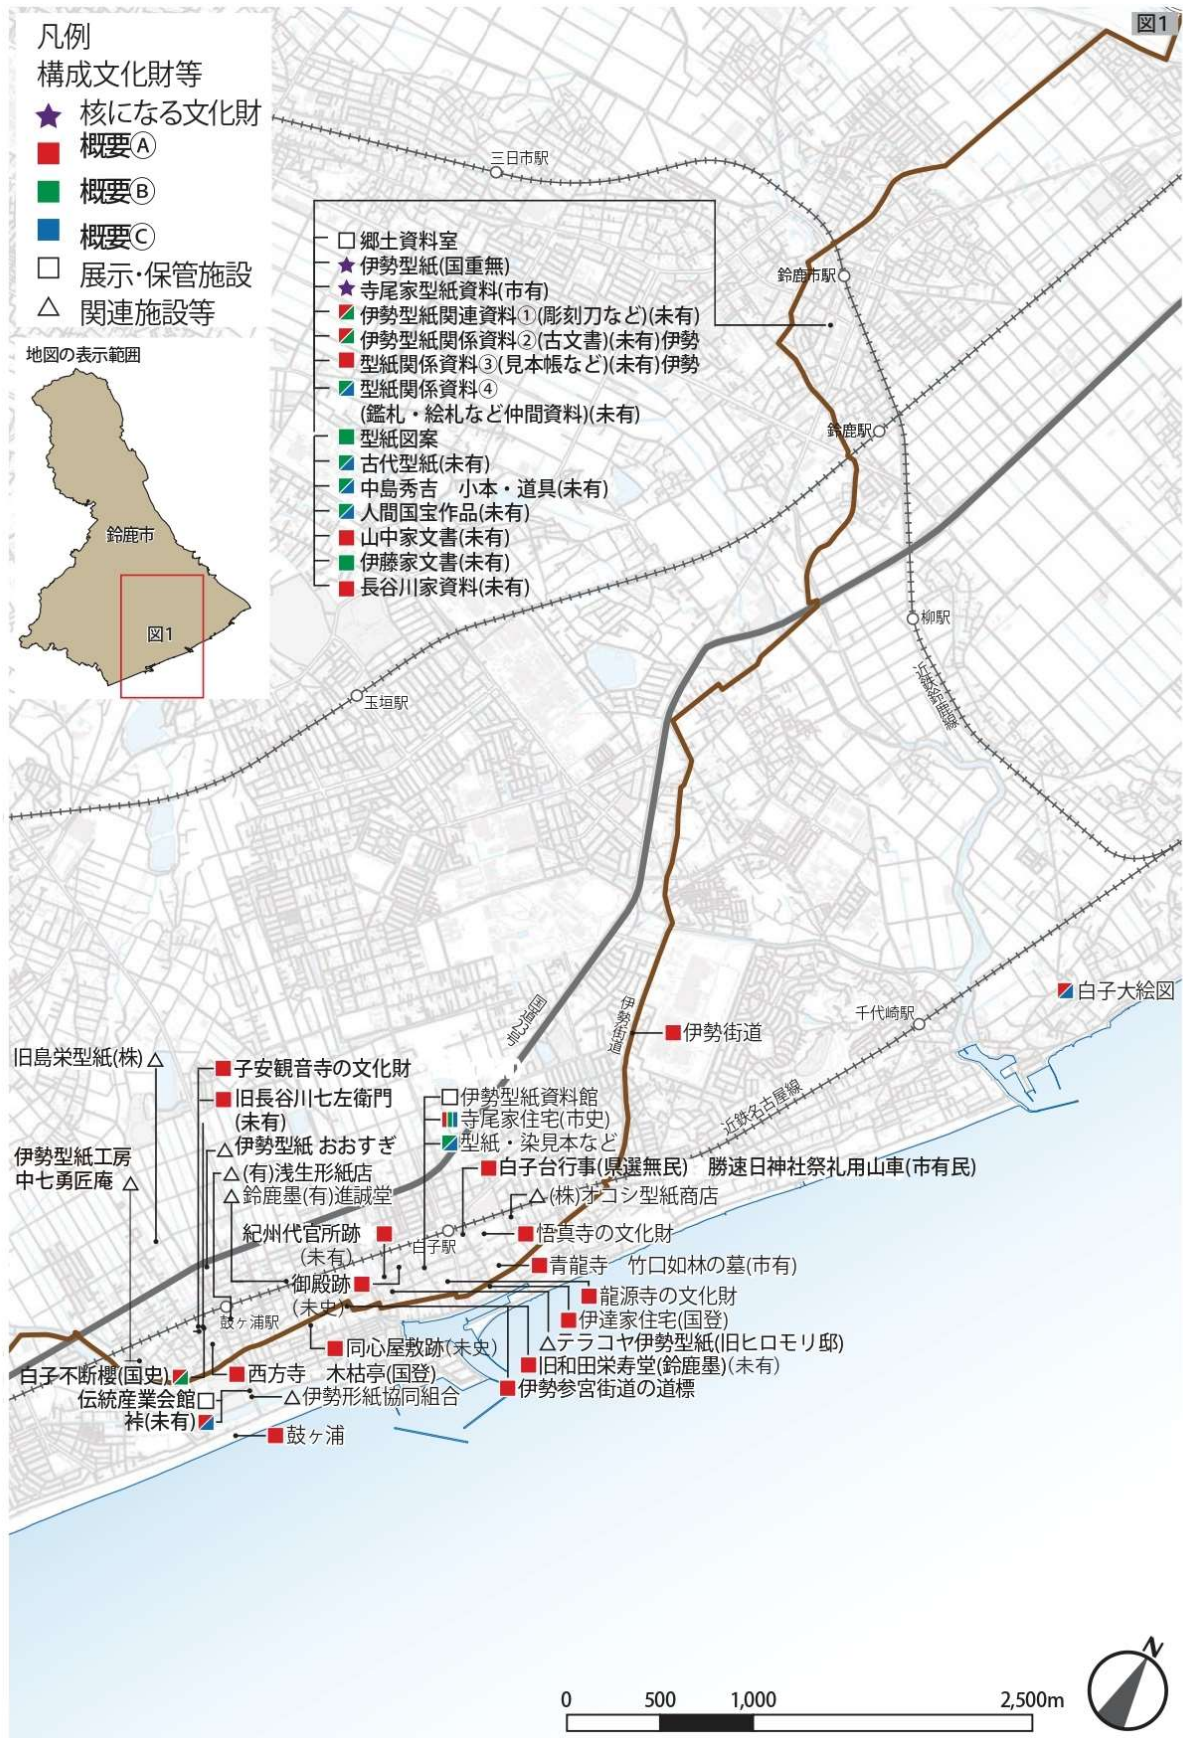 図1
凡例
構成文化財等
★ 核になる文化財
概要Ⓐ
概要Ⓑ
概要Ⓒ
□ 展示・保管施設
△ 関連施設等
地図の表示範囲
鈴鹿市
図1
三日市駅
鈴鹿市駅
鈴鹿駅
柳駅
玉垣駅
近鉄鈴鹿線
□郷土資料室
★伊勢型紙(国重無)
★寺尾家型紙資料(市有)
伊勢型紙関連資料①(彫刻刀など)(未有)
伊勢型紙関係資料②(古文書)(未有)伊勢
型紙関係資料③(見本帳など)(未有)伊勢
型紙関係資料④
(鑑札・絵札など仲間資料)(未有)
型紙図案
古代型紙(未有)
中島秀吉 小本・道具(未有)
人間国宝作品(未有)
山中家文書(未有)
伊藤家文書(未有)
長谷川家資料(未有)
白子大絵図
千代崎駅
伊勢街道
伊勢街道
近鉄名古屋線
旧島栄型紙(株)△
子安観音寺の文化財
旧長谷川七左衛門
(未有)
△伊勢型紙 おおすぎ
伊勢型紙工房
中七勇匠庵 △
△(有)浅生形紙店
△鈴鹿墨(有)進誠堂
□伊勢型紙資料館
寺尾家住宅(市史)
型紙・染見本など
白子台行事(県選無民) 勝速日神社祭礼用山車(市有民)
△(株)オコシ型紙商店
紀州代官所跡
(未有)
白子駅
悟真寺の文化財
青龍寺 竹口如林の墓(市有)
御殿跡
(未史)
鼓ヶ浦駅
龍源寺の文化財
伊達家住宅(国登)
△テラコヤ伊勢型紙(旧ヒロモリ邸)
同心屋敷跡(未史)
旧和田栄寿堂(鈴鹿墨)(未有)
白子不断櫻(国史)
西方寺 木枯亭(国登)
伊勢参宮街道の道標
伝統産業会館□
△伊勢形紙協同組合
裃(未有)
鼓ヶ浦
N
0 500 1,000 2,500m